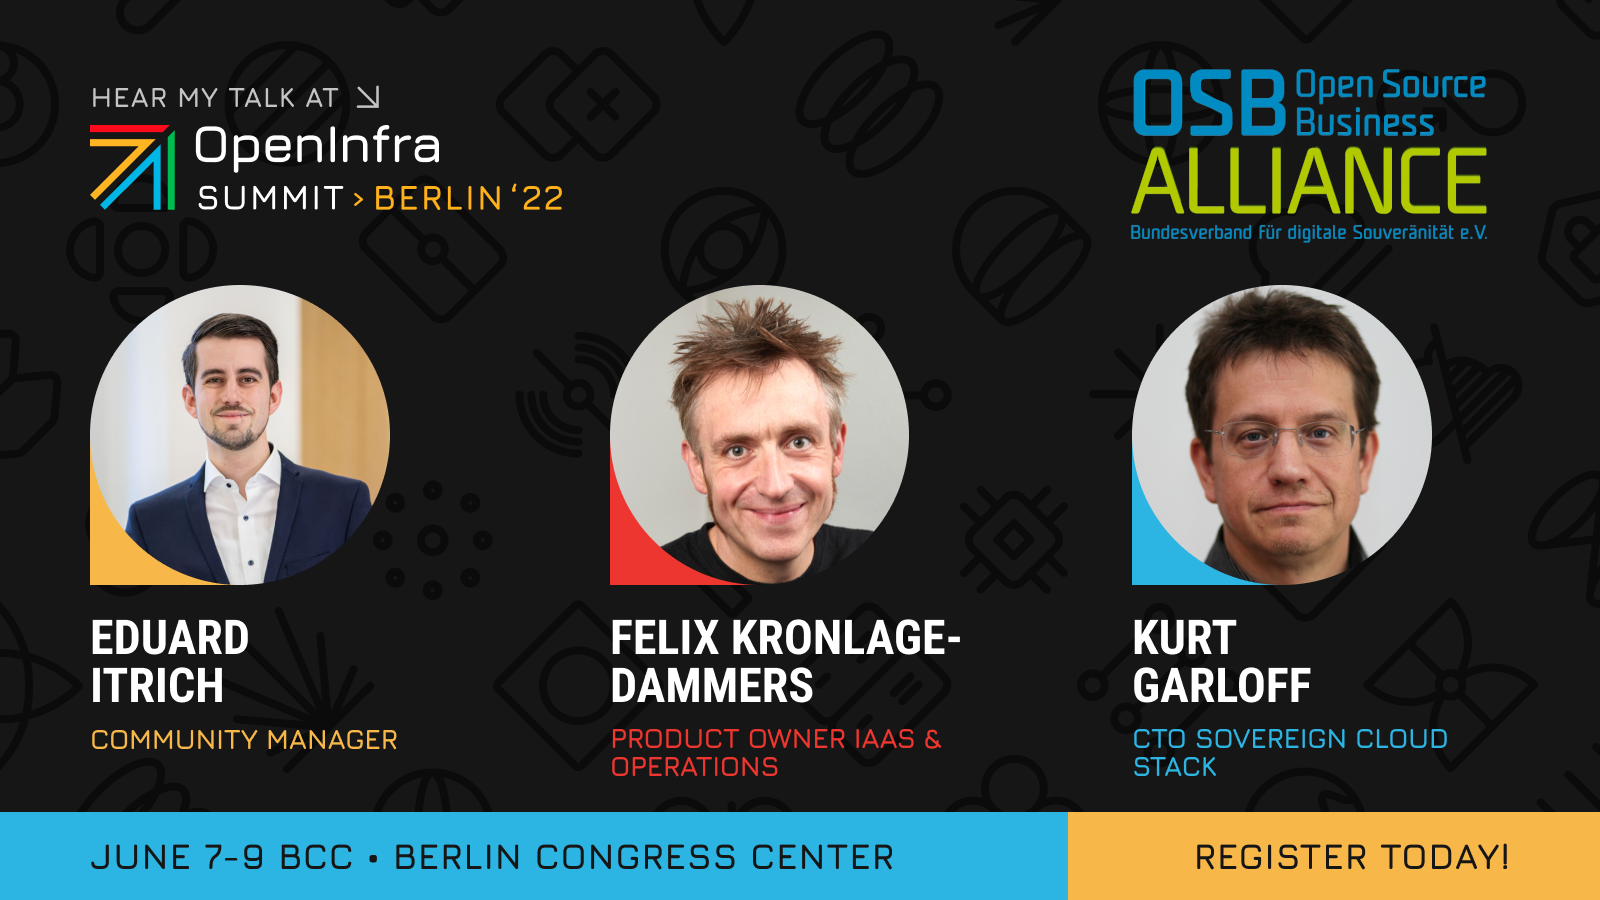 HEAR MY TALK AT
OpenInfra
SUMMIT > BERLIN ‘22
OSB Open Source
Business
ALLIANCE
Bundesverband für digitale Souveränität e.V.
EDUARD
ITRICH
COMMUNITY MANAGER
FELIX KRONLAGE-
DAMMERS
PRODUCT OWNER IAAS &
OPERATIONS
KURT
GARLOFF
CTO SOVEREIGN CLOUD
STACK
JUNE 7-9 BCC • BERLIN CONGRESS CENTER
REGISTER TODAY!